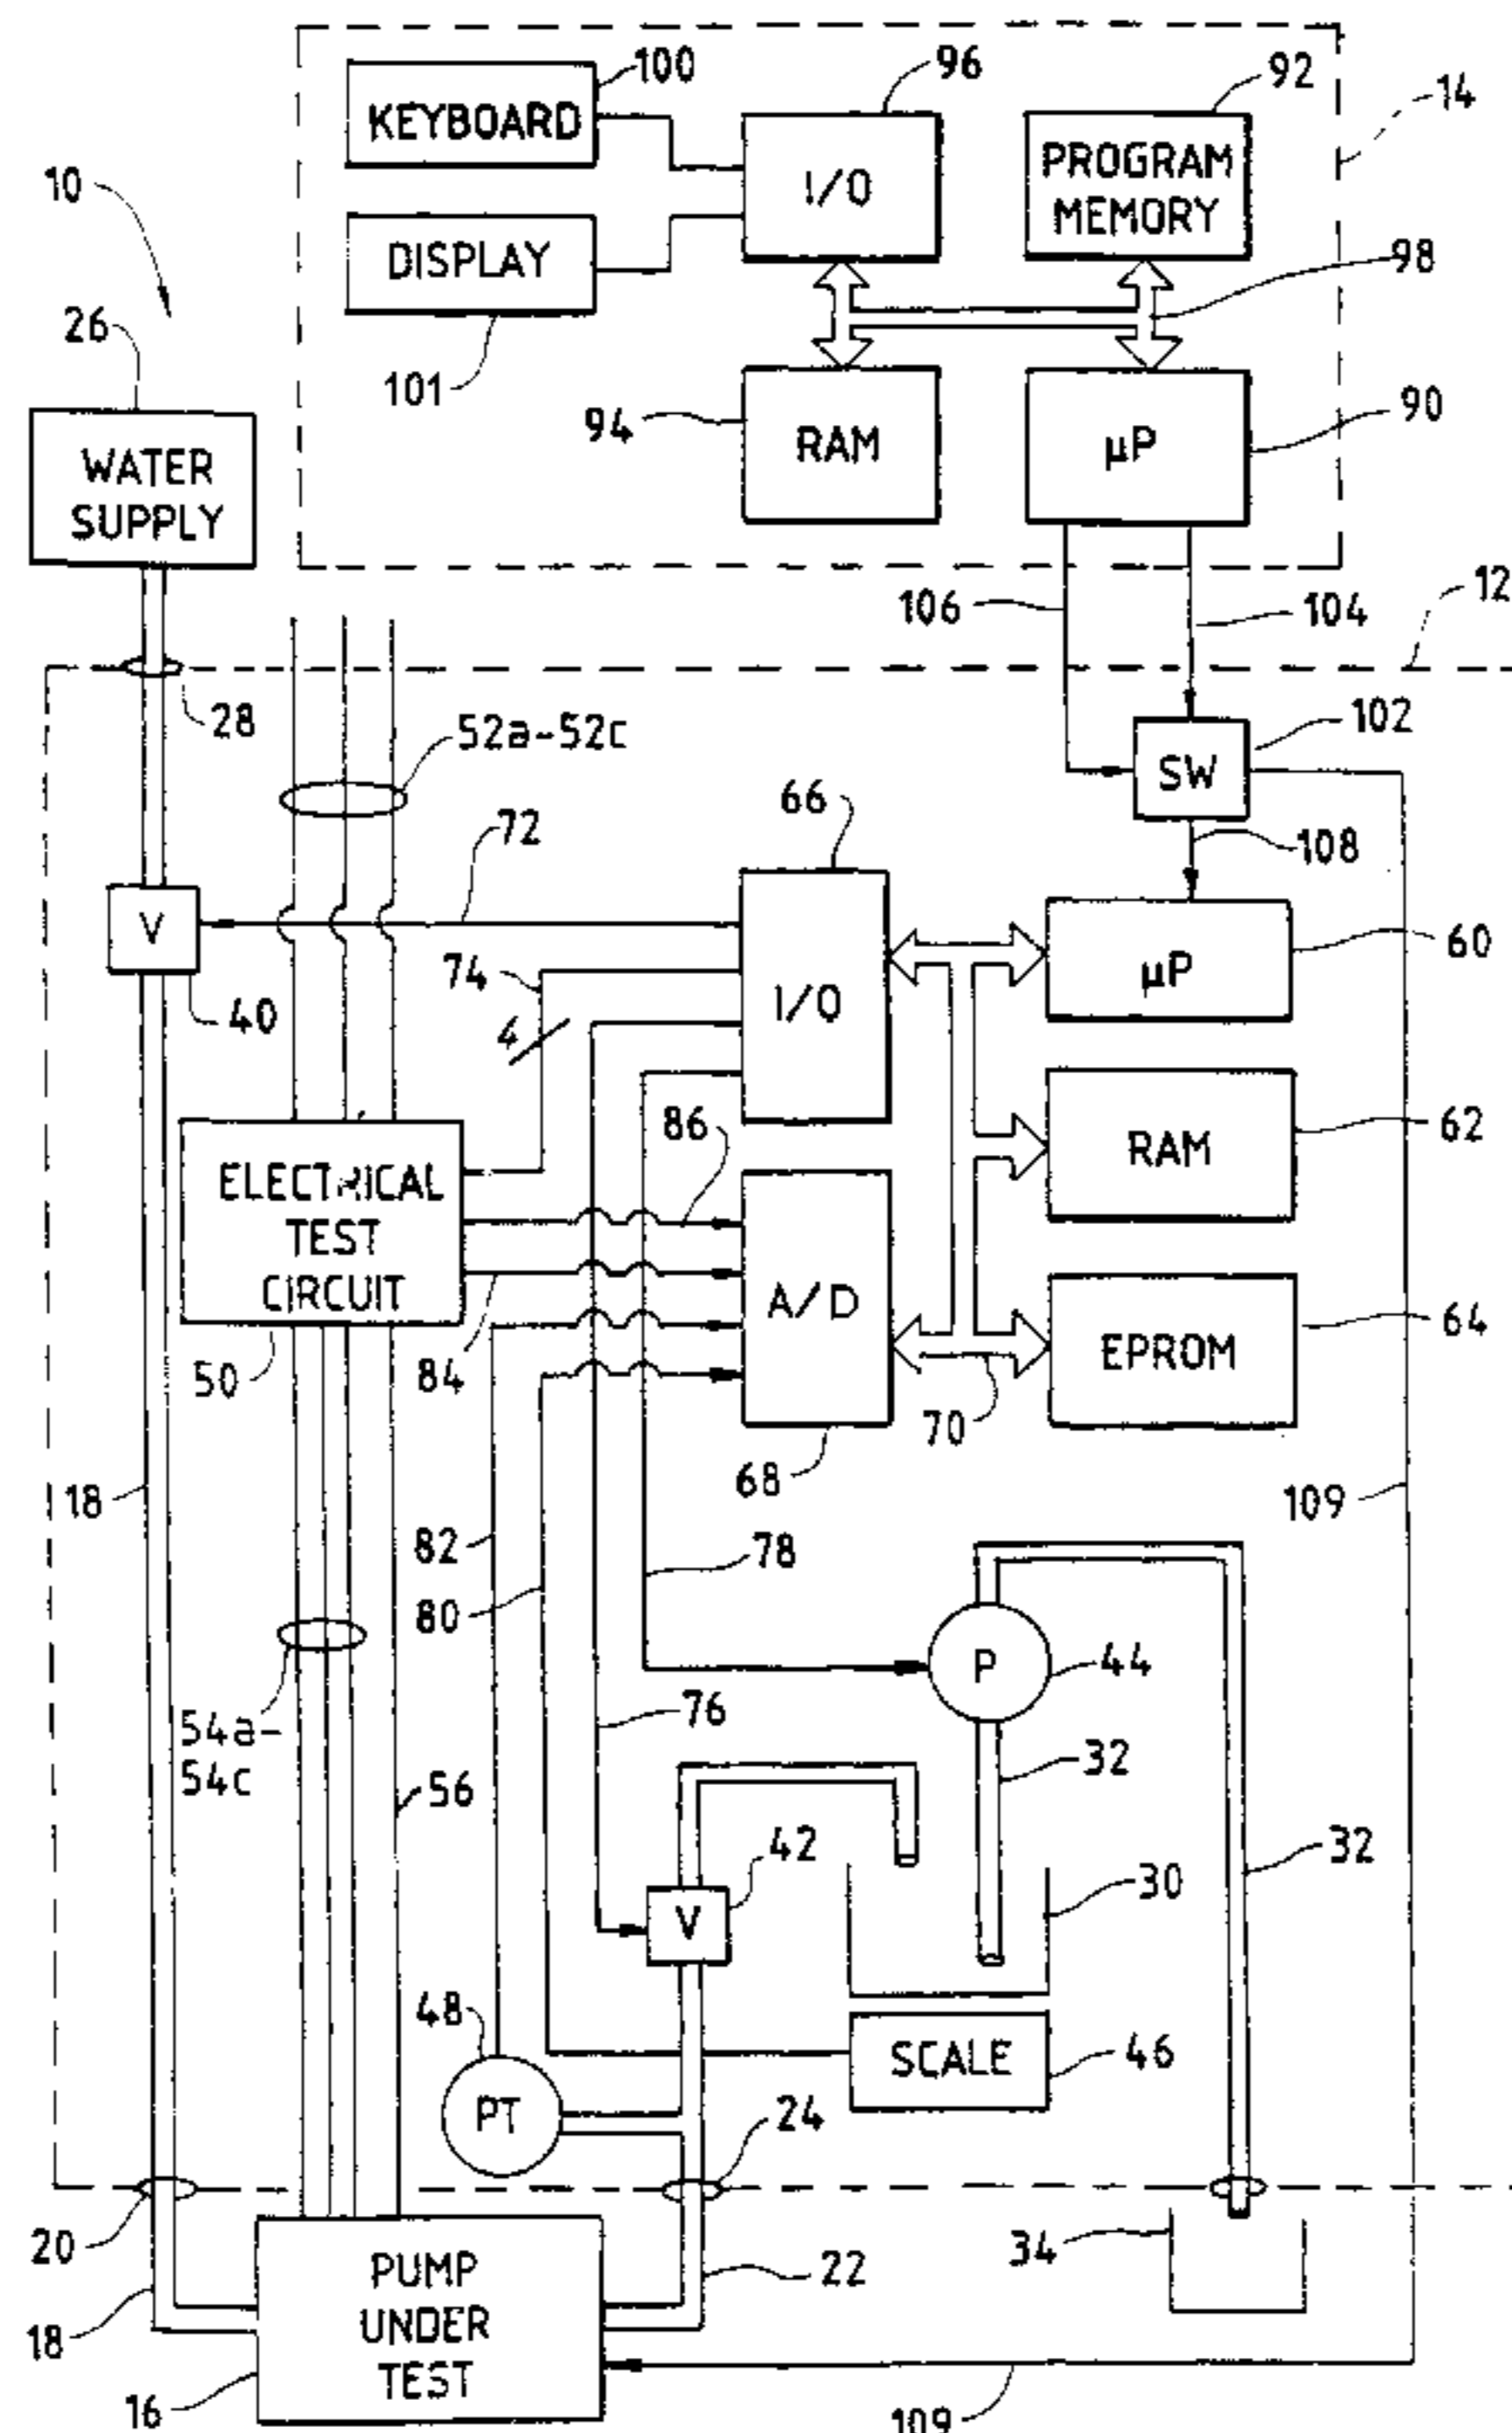 100
96
92
14
KEYBOARD
I/O
PROGRAM
MEMORY
10
DISPLAY
98
26
101
94
RAM
µP
90
WATER
SUPPLY
106
104
12
28
52a-52c
102
SW
66
72
108
V
74
I/O
µP
60
40
4
86
RAM
62
ELECTRICAL
TEST
CIRCUIT
A/D
EPROM
64
50
84
70
68
18
109
82
78
80
P
44
54a-
54c
76
32
56
42
30
32
V
48
SCALE
46
PT
24
20
34
PUMP
UNDER
TEST
22
18
16
109